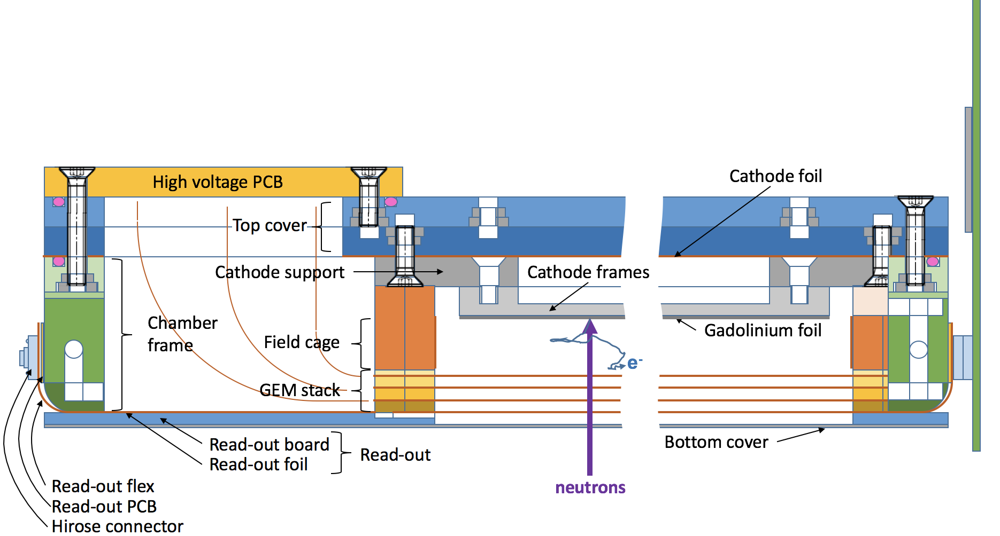 High voltage PCB
Cathode foil
Top cover
Cathode support
Cathode frames
Chamber
frame
Gadolinium foil
Field cage
e-
GEM stack
Read-out board
Read-out foil
Read-out
Bottom cover
neutrons
Read-out flex
Read-out PCB
Hirose connector